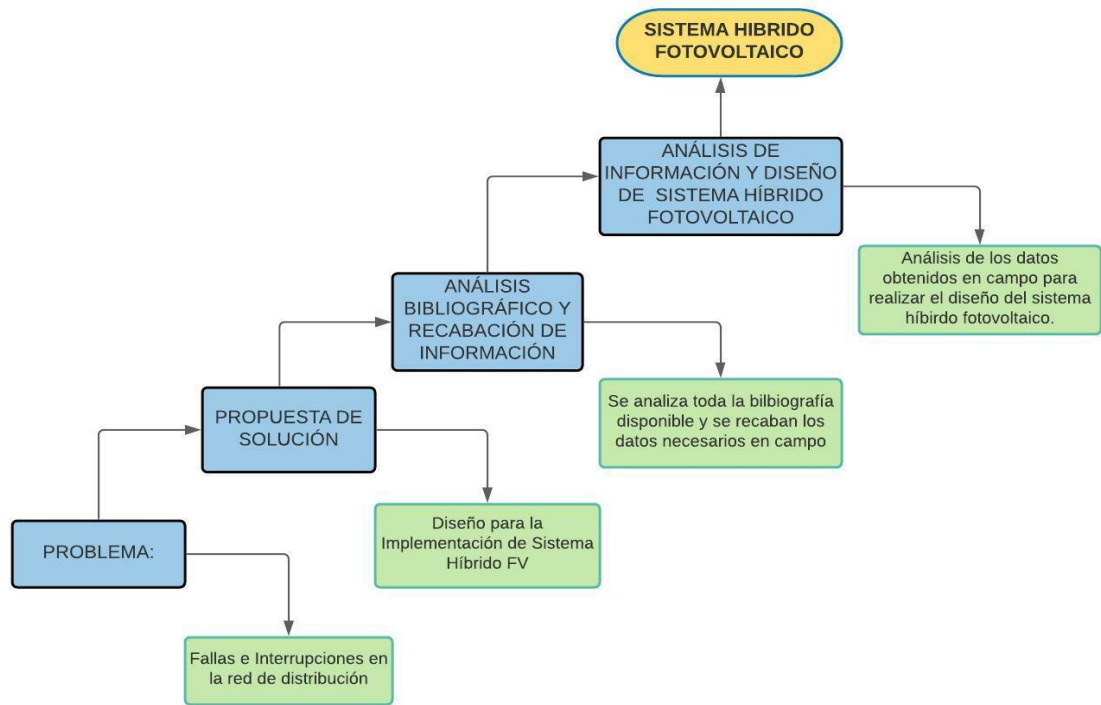 SISTEMA HIBRIDO
FOTOVOLTAICO
ANÁLISIS DE
INFORMACIÓN Y DISEÑO
DE SISTEMA HÍBRIDO
FOTOVOLTAICO
Análisis de los datos
obtenidos en campo para
realizar el diseño del sistema
híbirdo fotovoltaico.
ANÁLISIS
BIBLIOGRÁFICO Y
RECABACIÓN DE
INFORMACIÓN
Se analiza toda la bilbiografía
disponible y se recaban los
datos necesarios en campo
PROPUESTA DE
SOLUCIÓN
Diseño para la
Implementación de Sistema
Híbrido FV
PROBLEMA:
Fallas e Interrupciones en
la red de distribución